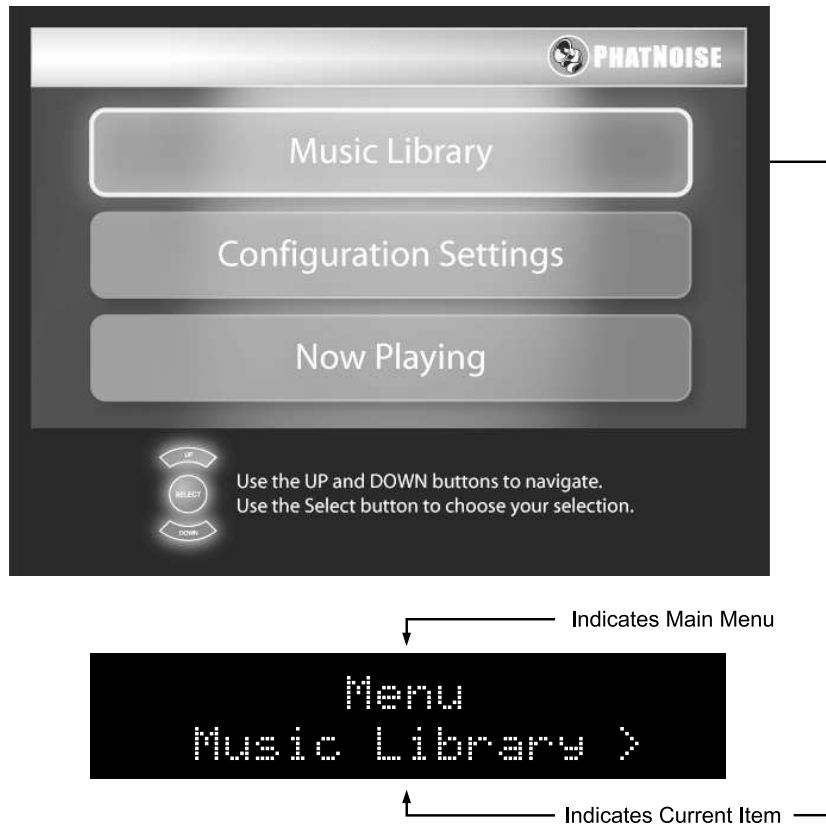 PHATNOISE
Music Library
Configuration Settings
Now Playing
UP
SELECT
DOWN
Use the UP and DOWN buttons to navigate.
Use the Select button to choose your selection.
Indicates Main Menu
Menu
Music Library >
Indicates Current Item